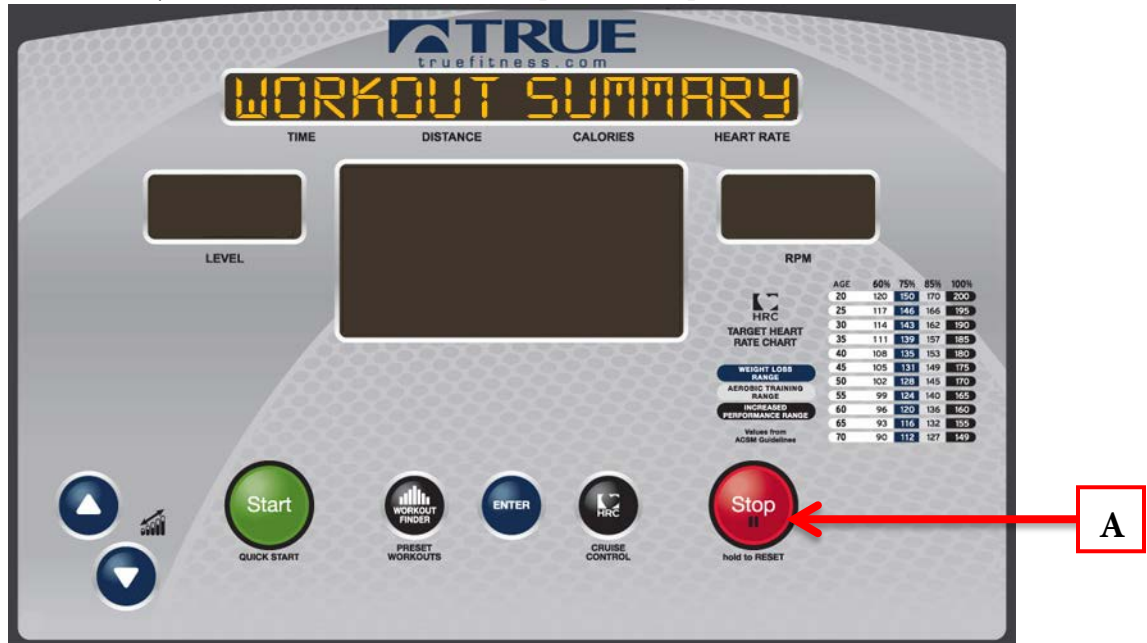 TRUE
truefitness.com
WORKOUT SUMMARY
TIME DISTANCE CALORIES HEART RATE
LEVEL
RPM
HRC
TARGET HEART
RATE CHART
WEIGHT LOSS
RANGE
AEROBIC TRAINING
RANGE
INCREASED
PERFORMANCE RANGE
Values from
ACSM Guidelines
AGE 60% 75% 85% 100%
20 120 150 170 200
25 117 146 166 195
30 114 143 162 190
35 111 139 157 185
40 108 135 153 180
45 105 131 149 175
50 102 128 145 170
55 99 124 140 165
60 96 120 136 160
65 93 116 132 155
70 90 112 127 149
Start
QUICK START
WORKOUT
FINDER
PRESET
WORKOUTS
ENTER
HRC
CRUISE
CONTROL
Stop
hold to RESET
A